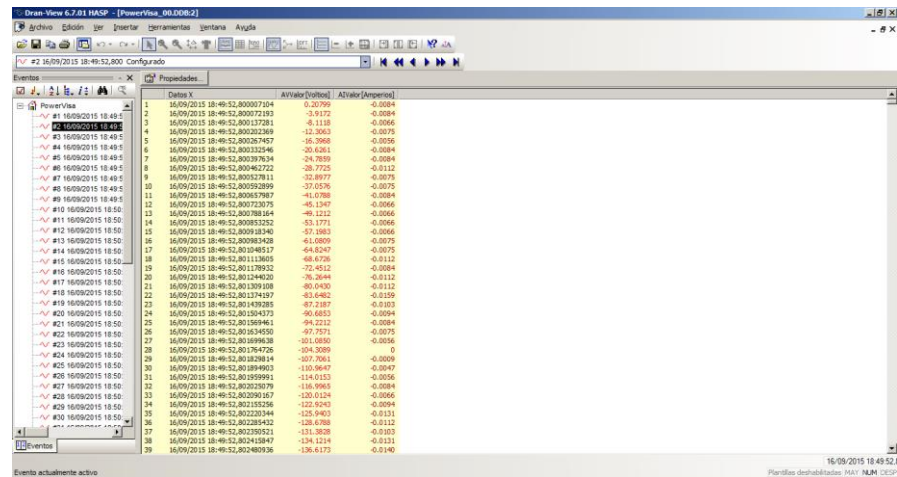 Dran-View 6.7.01 HASP - [PowerVisa_00.DDB:2]
Archivo Edición Ver Insertar Herramientas Ventana Ayuda
#2 16/09/2015 18:49:52,800 Configurado
Eventos
Propiedades...
Datos X AVValor[Voltios] AIValor[Amperios]
PowerVisa
#1 16/09/2015 18:49:5
#2 16/09/2015 18:49:5
#3 16/09/2015 18:49:5
#4 16/09/2015 18:49:5
#5 16/09/2015 18:49:5
#6 16/09/2015 18:49:5
#7 16/09/2015 18:49:5
#8 16/09/2015 18:49:5
#9 16/09/2015 18:49:5
#10 16/09/2015 18:50:
#11 16/09/2015 18:50:
#12 16/09/2015 18:50:
#13 16/09/2015 18:50:
#14 16/09/2015 18:50:
#15 16/09/2015 18:50:
#16 16/09/2015 18:50:
#17 16/09/2015 18:50:
#18 16/09/2015 18:50:
#19 16/09/2015 18:50:
#20 16/09/2015 18:50:
#21 16/09/2015 18:50:
#22 16/09/2015 18:50:
#23 16/09/2015 18:50:
#24 16/09/2015 18:50:
#25 16/09/2015 18:50:
#26 16/09/2015 18:50:
#27 16/09/2015 18:50:
#28 16/09/2015 18:50:
#29 16/09/2015 18:50:
#30 16/09/2015 18:50:
Eventos
1 16/09/2015 18:49:52,800007104 0.20799 -0.0084
2 16/09/2015 18:49:52,800072193 -3.9172 -0.0084
3 16/09/2015 18:49:52,800137281 -8.1118 -0.0066
4 16/09/2015 18:49:52,800202369 -12.3063 -0.0075
5 16/09/2015 18:49:52,800267457 -16.3968 -0.0056
6 16/09/2015 18:49:52,800332546 -20.6261 -0.0084
7 16/09/2015 18:49:52,800397634 -24.7859 -0.0084
8 16/09/2015 18:49:52,800462722 -28.7725 -0.0112
9 16/09/2015 18:49:52,800527811 -32.8977 -0.0075
10 16/09/2015 18:49:52,800592899 -37.0576 -0.0075
11 16/09/2015 18:49:52,800657987 -41.0788 -0.0084
12 16/09/2015 18:49:52,800723075 -45.1347 -0.0066
13 16/09/2015 18:49:52,800788164 -49.1212 -0.0066
14 16/09/2015 18:49:52,800853252 -53.1771 -0.0066
15 16/09/2015 18:49:52,800918340 -57.1983 -0.0066
16 16/09/2015 18:49:52,800983428 -61.0809 -0.0075
17 16/09/2015 18:49:52,801048517 -64.8247 -0.0075
18 16/09/2015 18:49:52,801113605 -68.6726 -0.0112
19 16/09/2015 18:49:52,801178932 -72.4512 -0.0084
20 16/09/2015 18:49:52,801244020 -76.2644 -0.0112
21 16/09/2015 18:49:52,801309108 -80.0430 -0.0112
22 16/09/2015 18:49:52,801374197 -83.6482 -0.0159
23 16/09/2015 18:49:52,801439285 -87.2187 -0.0103
24 16/09/2015 18:49:52,801504373 -90.6853 -0.0094
25 16/09/2015 18:49:52,801569461 -94.2212 -0.0084
26 16/09/2015 18:49:52,801634550 -97.7571 -0.0075
27 16/09/2015 18:49:52,801699638 -101.0850 -0.0056
28 16/09/2015 18:49:52,801764726 -104.3089 0
29 16/09/2015 18:49:52,801829814 -107.7061 -0.0009
30 16/09/2015 18:49:52,801894903 -110.9647 -0.0047
31 16/09/2015 18:49:52,801959991 -114.0153 -0.0056
32 16/09/2015 18:49:52,802025079 -116.9965 -0.0084
33 16/09/2015 18:49:52,802090167 -120.0124 -0.0066
34 16/09/2015 18:49:52,802155256 -122.9243 -0.0094
35 16/09/2015 18:49:52,802220344 -125.9403 -0.0131
36 16/09/2015 18:49:52,802285432 -128.6788 -0.0112
37 16/09/2015 18:49:52,802350521 -131.3828 -0.0103
38 16/09/2015 18:49:52,802415847 -134.1214 -0.0131
39 16/09/2015 18:49:52,802480936 -136.6173 -0.0140
16/09/2015 18:49:52,
Evento actualmente activo
Plantillas deshabilitadas MAY NUM DESP